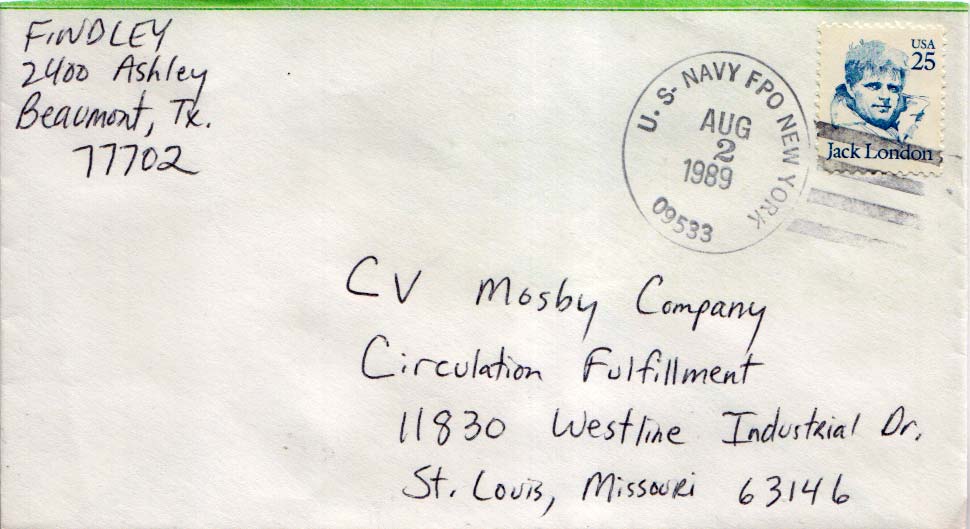 FINDLEY
2400 Ashley
Beaumont, Tx.
77702
U.S. NAVY FPO NEW YORK
AUG
2
1989
09533
USA
25
Jack London
CV Mosby Company
Circulation Fulfillment
11830 Westline Industrial Dr.
St. Louis, Missouri 63146